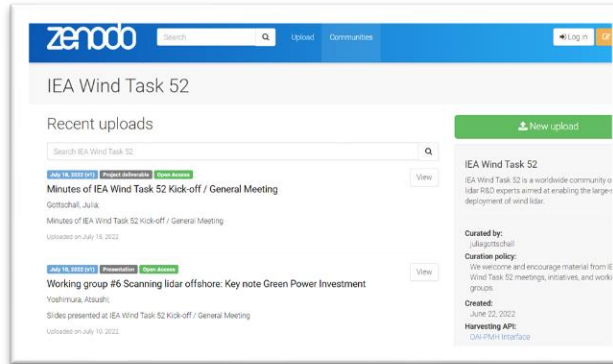 zenodo
Search
Upload
Communities
Log in
IEA Wind Task 52
Recent uploads
Search IEA Wind Task 52
July 18, 2022 (v1) Project deliverable Open Access
View
Minutes of IEA Wind Task 52 Kick-off / General Meeting
Gottschall, Julia;
Minutes of IEA Wind Task 52 Kick-off / General Meeting
Uploaded on July 18, 2022
July 10, 2022 (v1) Presentation Open Access
View
Working group #6 Scanning lidar offshore: Key note Green Power Investment
Yoshimura, Atsushi;
Slides presented at IEA Wind Task 52 Kick-off / General Meeting
Uploaded on July 10, 2022
New upload
IEA Wind Task 52
IEA Wind Task 52 is a worldwide community o
lidar R&D experts aimed at enabling the large-s
deployment of wind lidar.
Curated by:
juliagottschall
Curation policy:
We welcome and encourage material from IE
Wind Task 52 meetings, initiatives, and worki
groups.
Created:
June 22, 2022
Harvesting API:
OAI-PMH Interface